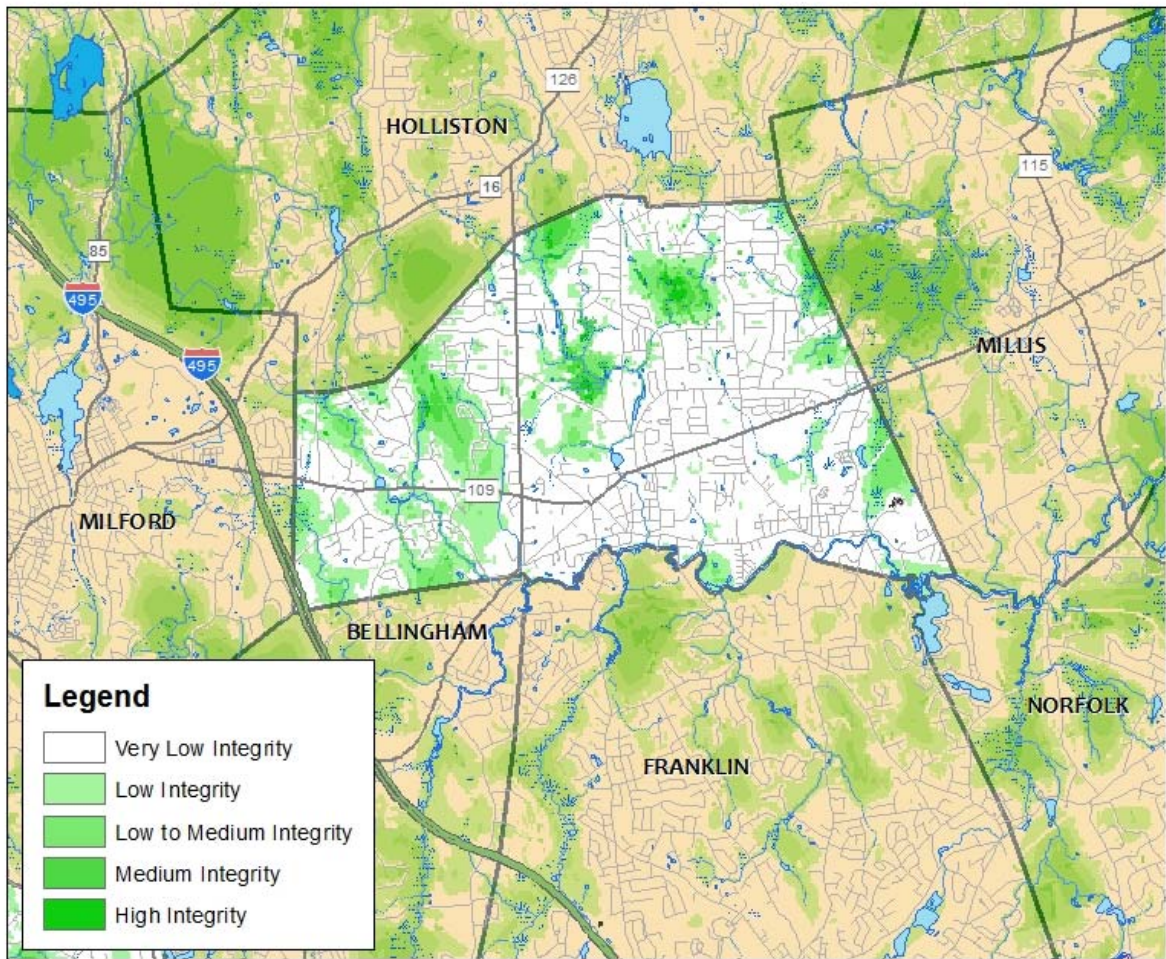 126
HOLLISTON
115
16
85
495
495
MILLIS
109
MILFORD
BELLINGHAM
NORFOLK
FRANKLIN
Legend
Very Low Integrity
Low Integrity
Low to Medium Integrity
Medium Integrity
High Integrity